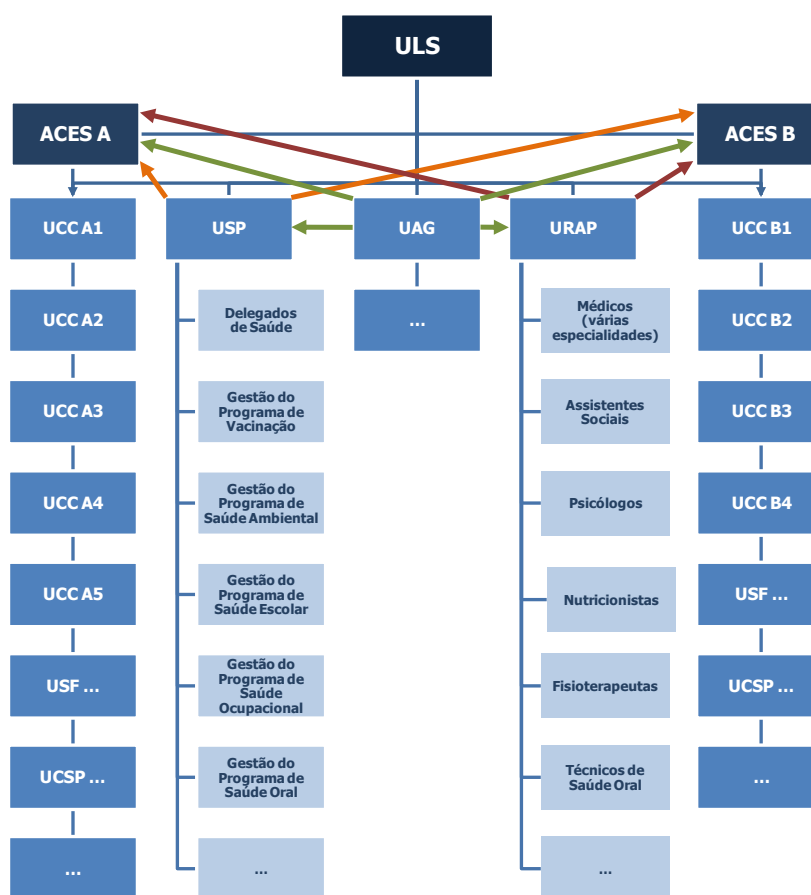 ULS
ACES A
ACES B
UCC A1
USP
UAG
URAP
UCC B1
UCC A2
Delegados
de Saúde
...
Médicos
(várias
especialidades)
UCC B2
UCC A3
Gestão do
Programa de
Vacinação
Assistentes
Sociais
UCC B3
UCC A4
Gestão do
Programa de
Saúde Ambiental
Psicólogos
UCC B4
UCC A5
Gestão do
Programa de
Saúde Escolar
Nutricionistas
USF ...
USF ...
Gestão do
Programa de
Saúde
Ocupacional
Fisioterapeutas
UCSP ...
UCSP ...
Gestão do
Programa de
Saúde Oral
Técnicos de
Saúde Oral
...
...
...
...